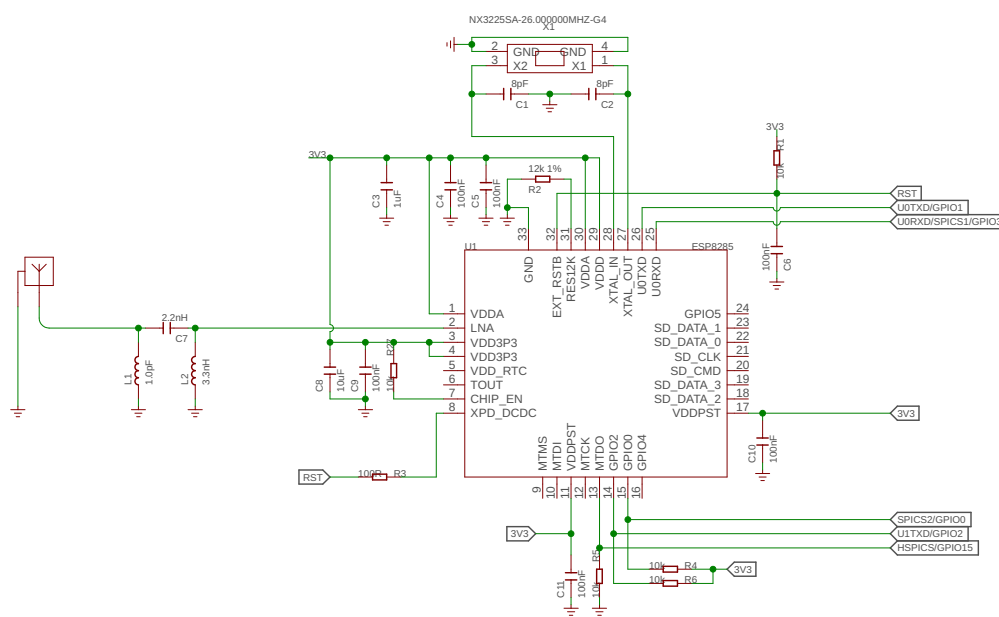 NX3225SA-26.000000MHZ-G4
X1
2 GND GND 4
3 X2 X1 1
8pF 8pF
C1 C2
3V3
R1
10k
3V3
12k 1%
R2
C3
1uF
C4
100nF
C5
100nF
RST
U0TXD/GPIO1
U0RXD/SPICS1/GPIO3
100nF
C6
U1
ESP8285
33 32 31 30 29 28 27 26 25
GND
EXT_RSTB
RES12K
VDDA
VDDD
XTAL_IN
XTAL_OUT
U0TXD
U0RXD
1 VDDA
2 LNA
3 VDD3P3
4 VDD3P3
5 VDD_RTC
6 TOUT
7 CHIP_EN
8 XPD_DCDC
GPIO5 24
SD_DATA_1 23
SD_DATA_0 22
SD_CLK 21
SD_CMD 20
SD_DATA_3 19
SD_DATA_2 18
VDDPST 17
2.2nH
C7
L1
1.0pF
L2
3.3nH
C8
10uF
C9
100nF
R27
10k
3V3
C10
100nF
RST
100R R3
MTMS
MTDI
VDDPST
MTCK
MTDO
GPIO2
GPIO0
GPIO4
9 10 11 12 13 14 15 16
3V3
SPICS2/GPIO0
U1TXD/GPIO2
HSPICS/GPIO15
C11
100nF
R5
10k
10k R4
10k R6
3V3